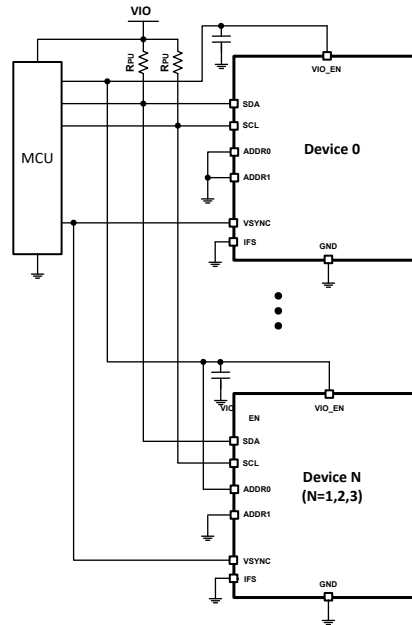 VIO
RPU RPU
VIO_EN
MCU
SDA
SCL
ADDR0
ADDR1
Device 0
VSYNC
IFS
GND
VIO
EN
VIO_EN
SDA
SCL
ADDR0
ADDR1
Device N
(N=1,2,3)
VSYNC
IFS
GND